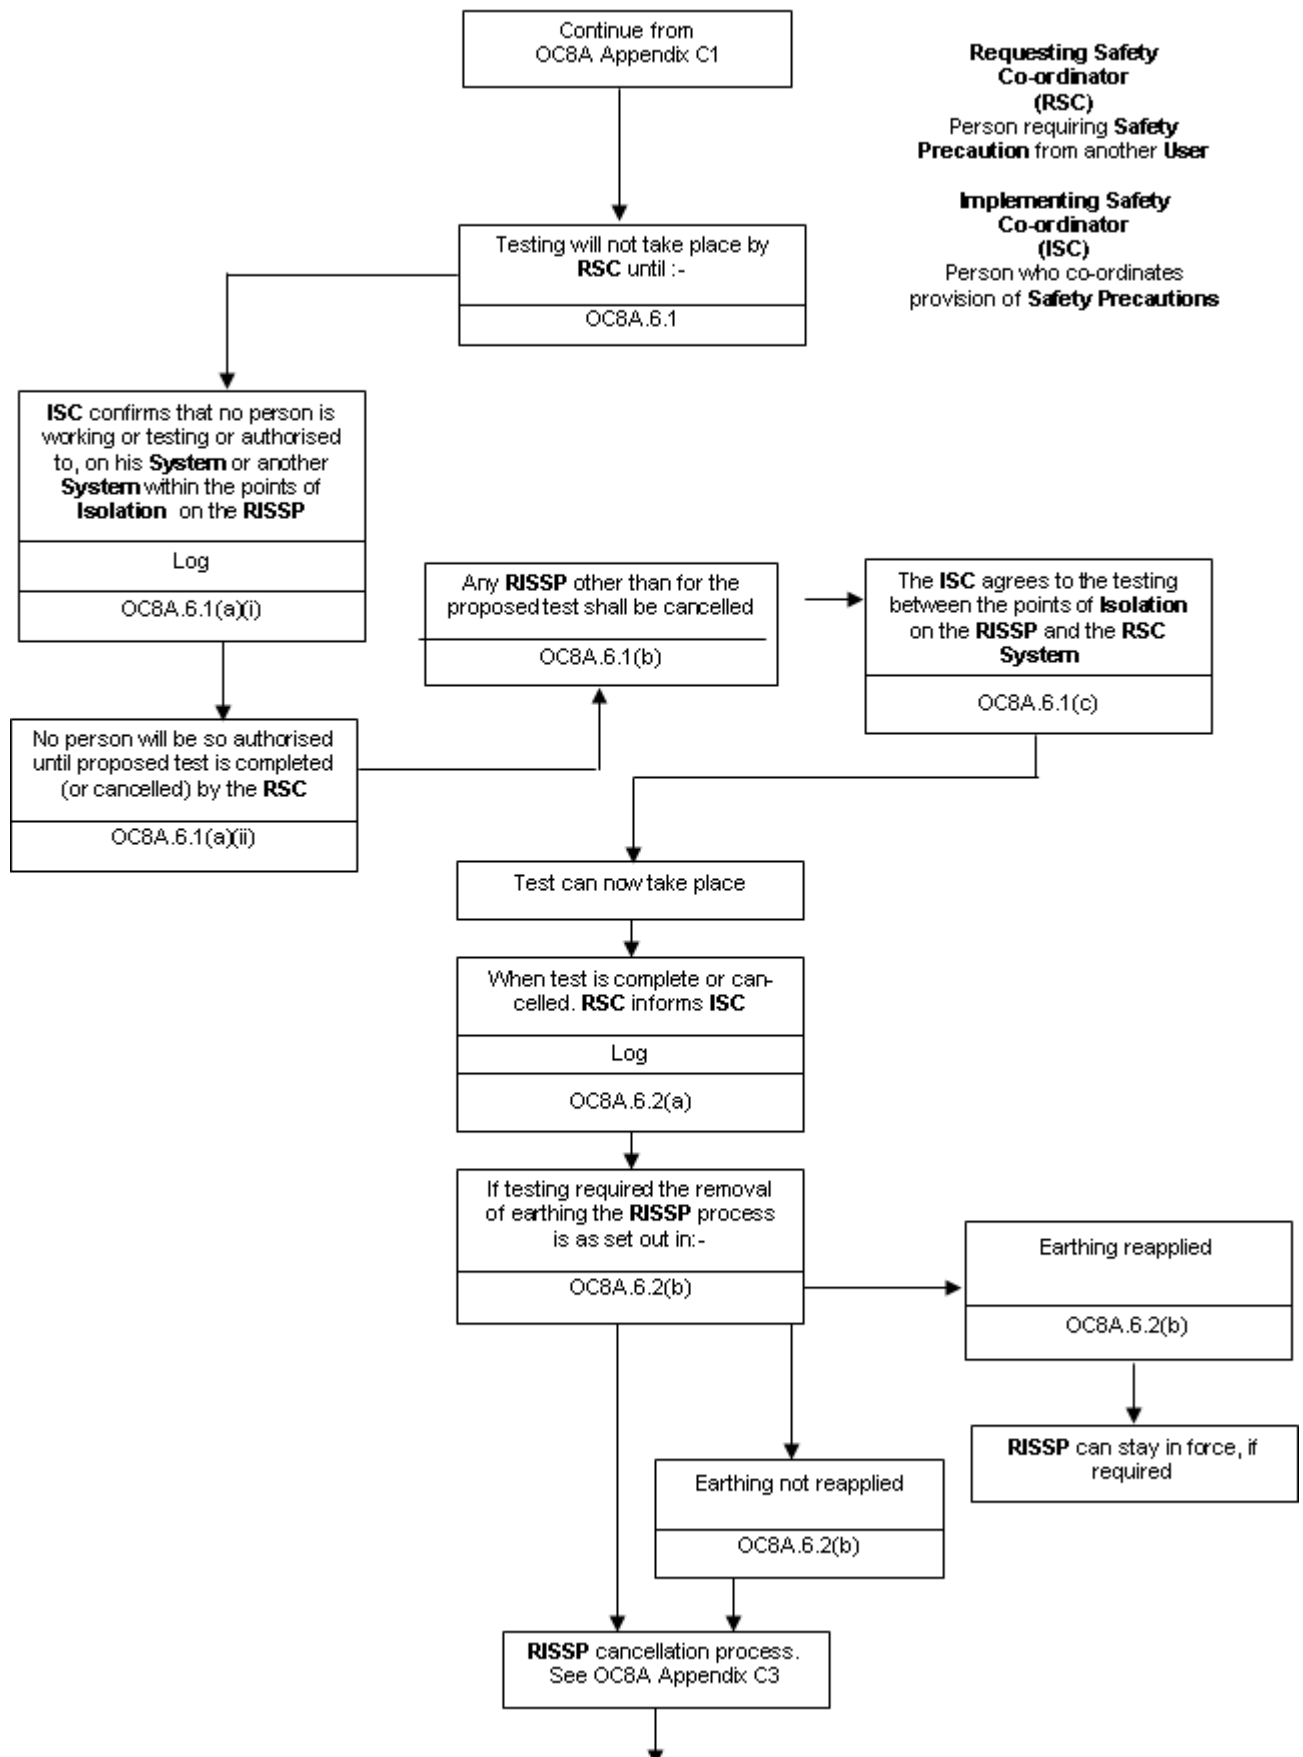 Continue from
OC8A Appendix C1
Requesting Safety
Co-ordinator
(RSC)
Person requiring Safety
Precaution from another User
Implementing Safety
Co-ordinator
(ISC)
Person who co-ordinates
provision of Safety Precautions
Testing will not take place by
RSC until :-
OC8A.6.1
ISC confirms that no person is
working or testing or authorised
to, on his System or another
System within the points of
Isolation on the RISSP
Log
OC8A.6.1(a)(i)
No person will be so authorised
until proposed test is completed
(or cancelled) by the RSC
OC8A.6.1(a)(ii)
Any RISSP other than for the
proposed test shall be cancelled
OC8A.6.1(b)
The ISC agrees to the testing
between the points of Isolation
on the RISSP and the RSC
System
OC8A.6.1(c)
Test can now take place
When test is complete or can-
celled. RSC informs ISC
Log
OC8A.6.2(a)
If testing required the removal
of earthing the RISSP process
is as set out in:-
OC8A.6.2(b)
Earthing reapplied
OC8A.6.2(b)
RISSP can stay in force, if
required
Earthing not reapplied
OC8A.6.2(b)
RISSP cancellation process.
See OC8A Appendix C3